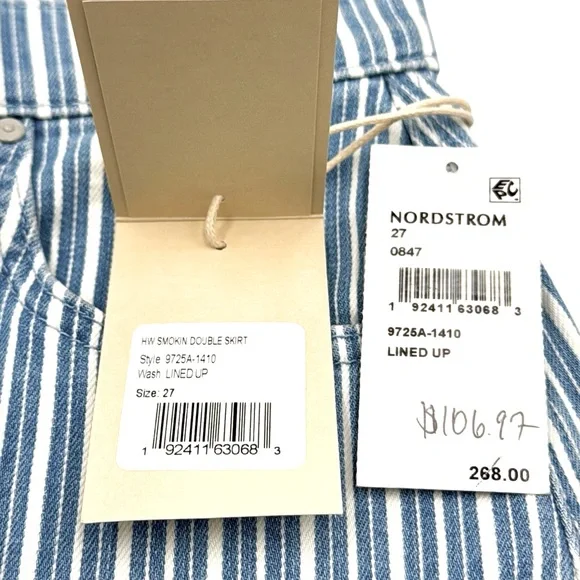 HW SMOKIN DOUBLE SKIRT
Style 9725A-1410
Wash LINED UP
Size: 27
1 92411 63068 3
EPC
NORDSTROM
27
0847
1 92411 63068 3
9725A-1410
LINED UP
$106.97
268.00